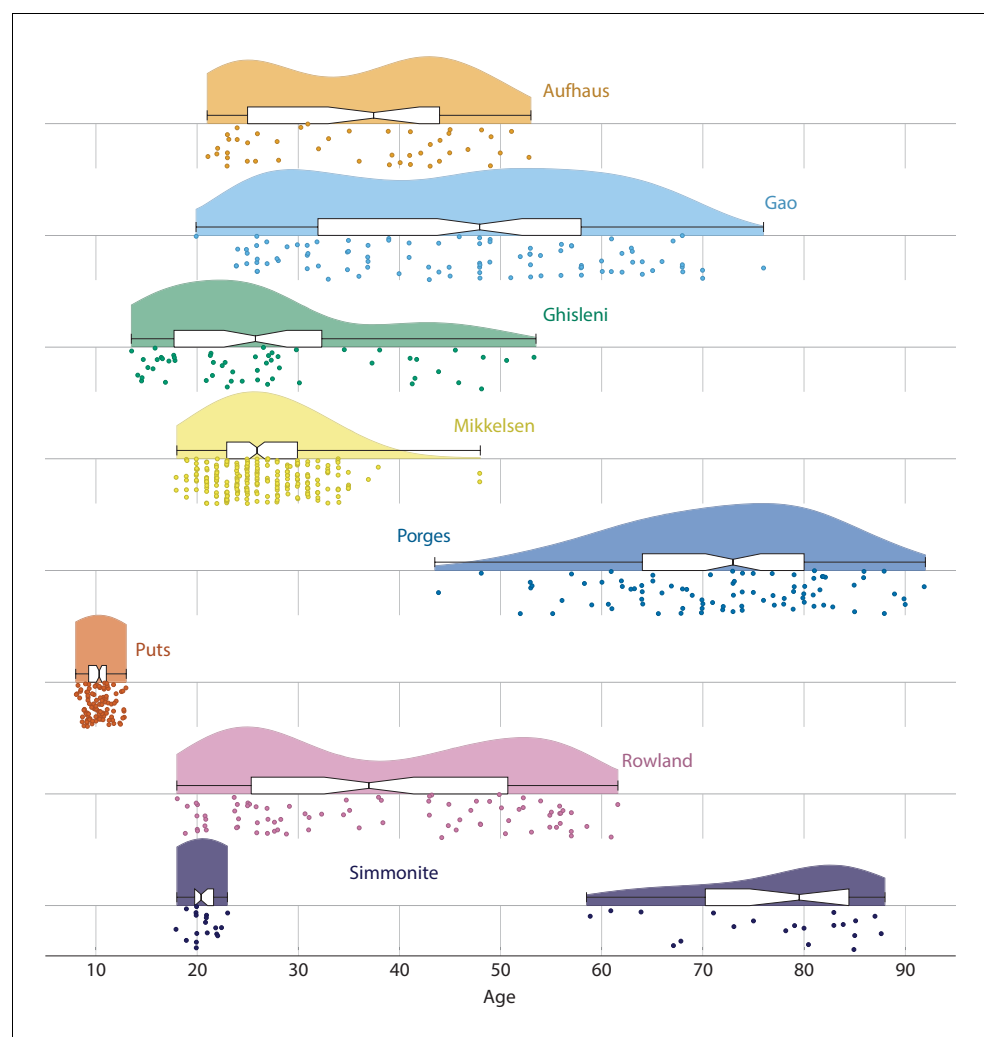 Aufhaus
Gao
Ghisleni
Mikkelsen
Porges
Puts
Rowland
Simmonite
10 20 30 40 50 60 70 80 90
Age